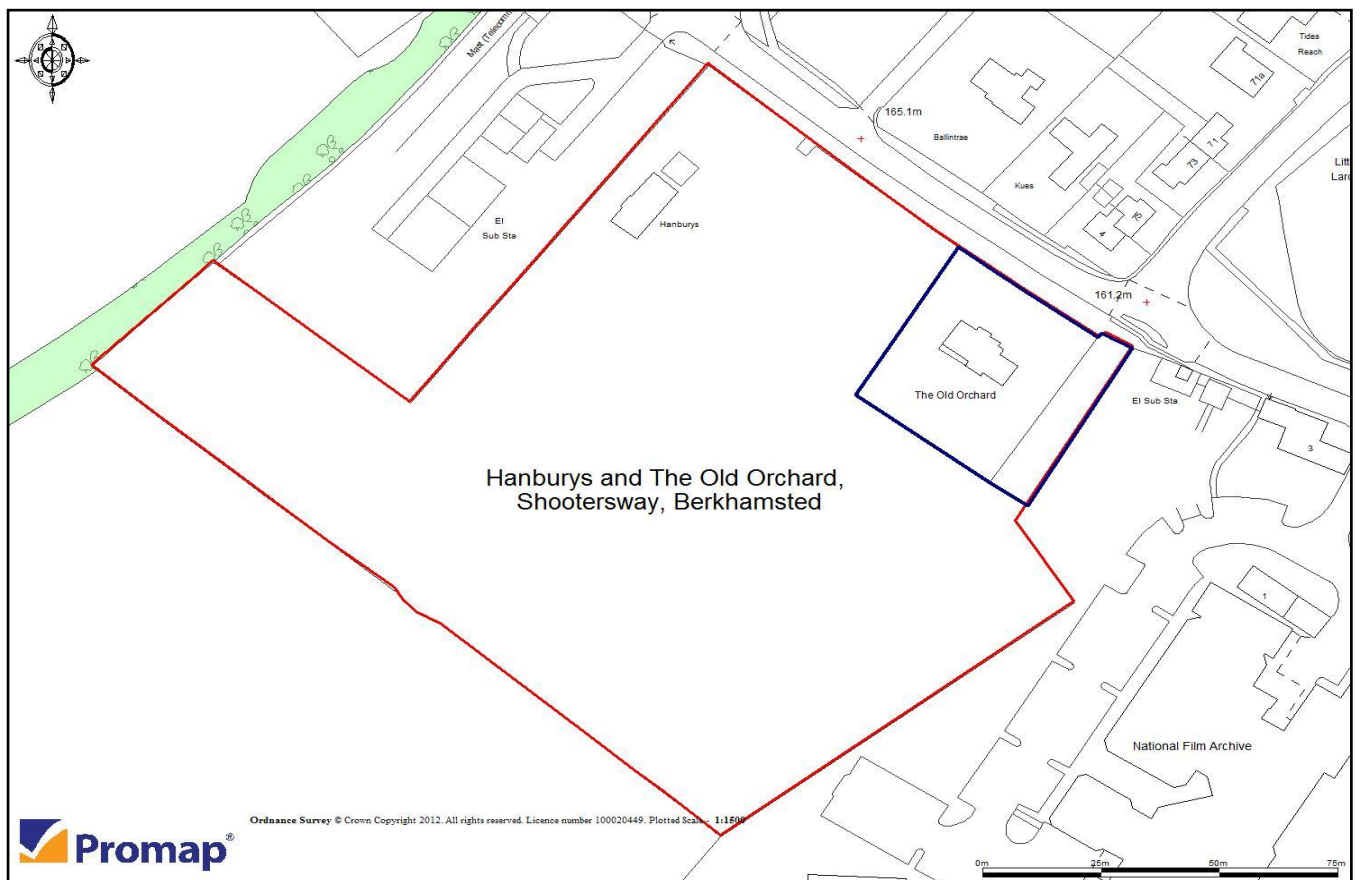 Mast (Telecomm
Tides
Reach
71a
165.1m
Ballintrae
71
73
Kues
75
4
El
Sub Sta
Hanburys
161.2m
The Old Orchard
El Sub Sta
3
Hanburys and The Old Orchard,
Shootersway, Berkhamsted
1
National Film Archive
Ordnance Survey © Crown Copyright 2012. All rights reserved. Licence number 100020449. Plotted Scale - 1:1500
Promap®
0m 25m 50m 75m